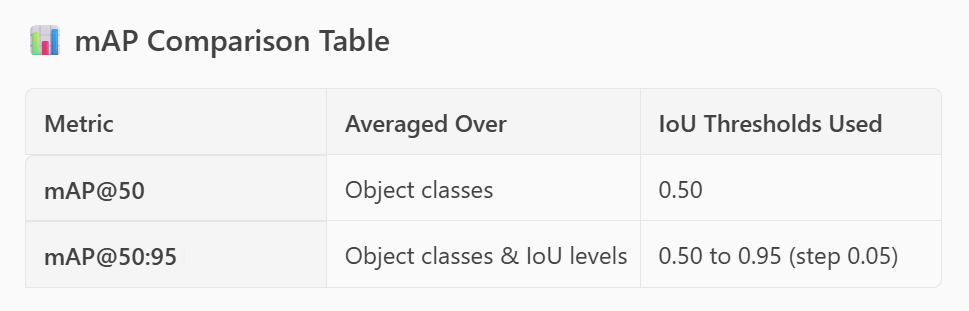 mAP Comparison Table
Metric Averaged Over IoU Thresholds Used
mAP@50 Object classes 0.50
mAP@50:95 Object classes & IoU levels 0.50 to 0.95 (step 0.05)